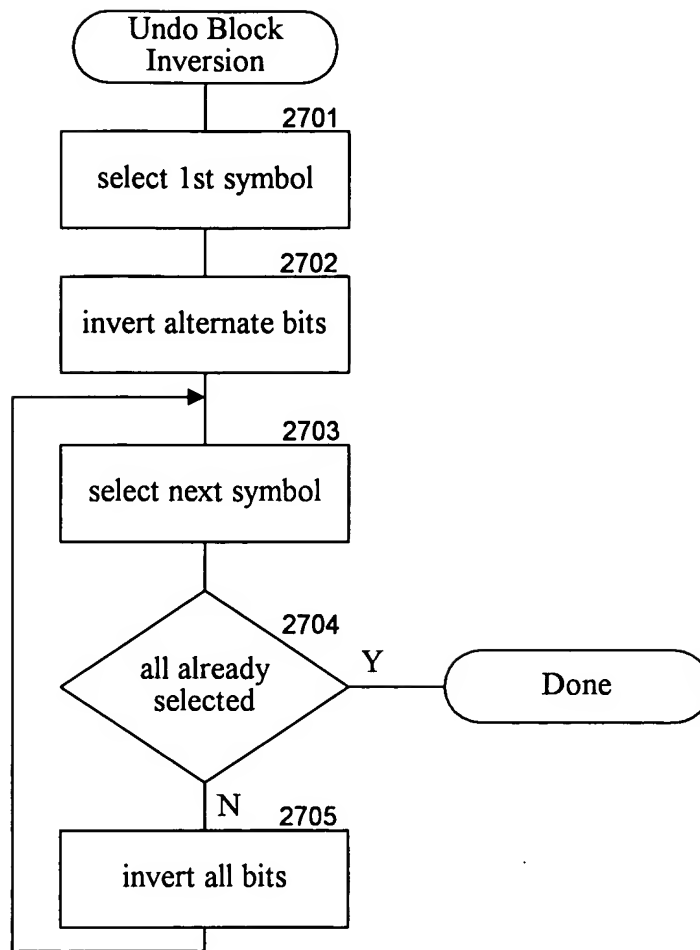 Undo Block
Inversion
2701
select 1st symbol
2702
invert alternate bits
2703
select next symbol
2704
all already
selected
Y
Done
N
2705
invert all bits